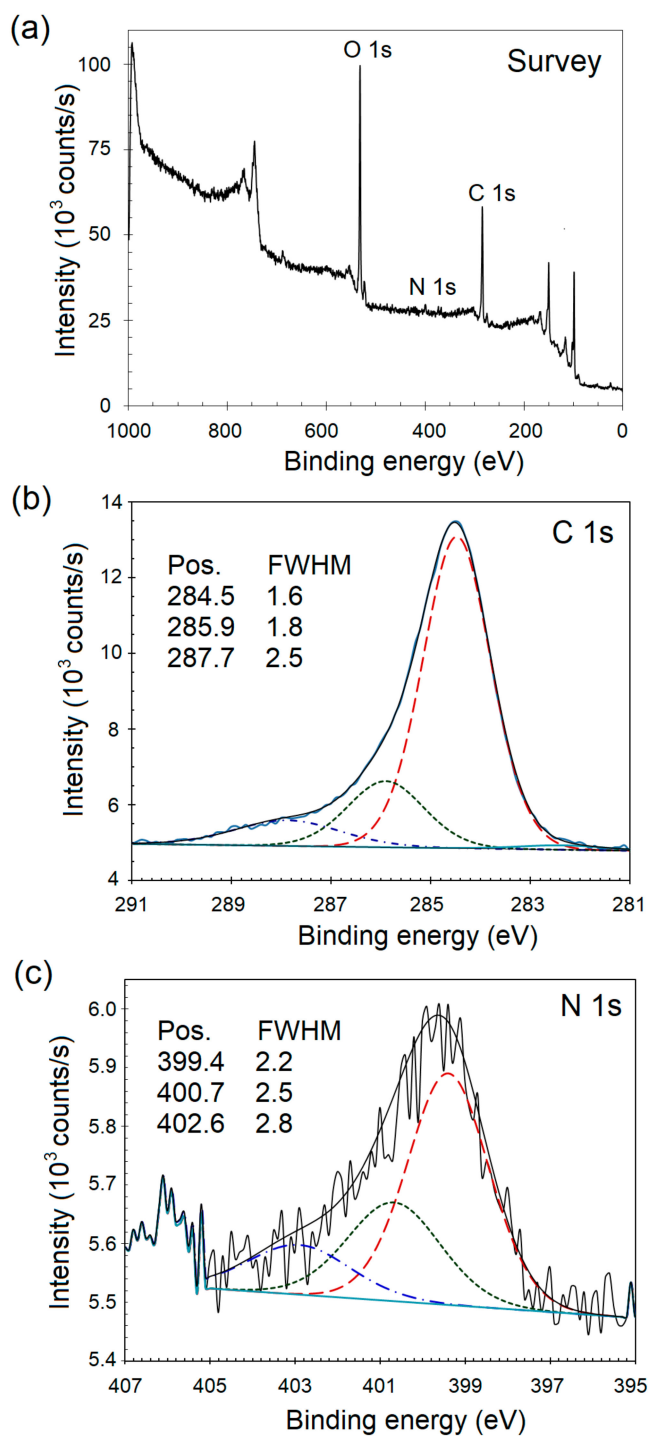 (a)
O 1s
Survey
C 1s
N 1s
100
75
50
25
0
Intensity (10³ counts/s)
1000 800 600 400 200 0
Binding energy (eV)
(b)
C 1s
Pos. FWHM
284.5 1.6
285.9 1.8
287.7 2.5
14
12
10
8
6
4
Intensity (10³ counts/s)
291 289 287 285 283 281
Binding energy (eV)
(c)
N 1s
Pos. FWHM
399.4 2.2
400.7 2.5
402.6 2.8
6.0
5.9
5.8
5.7
5.6
5.5
5.4
Intensity (10³ counts/s)
407 405 403 401 399 397 395
Binding energy (eV)